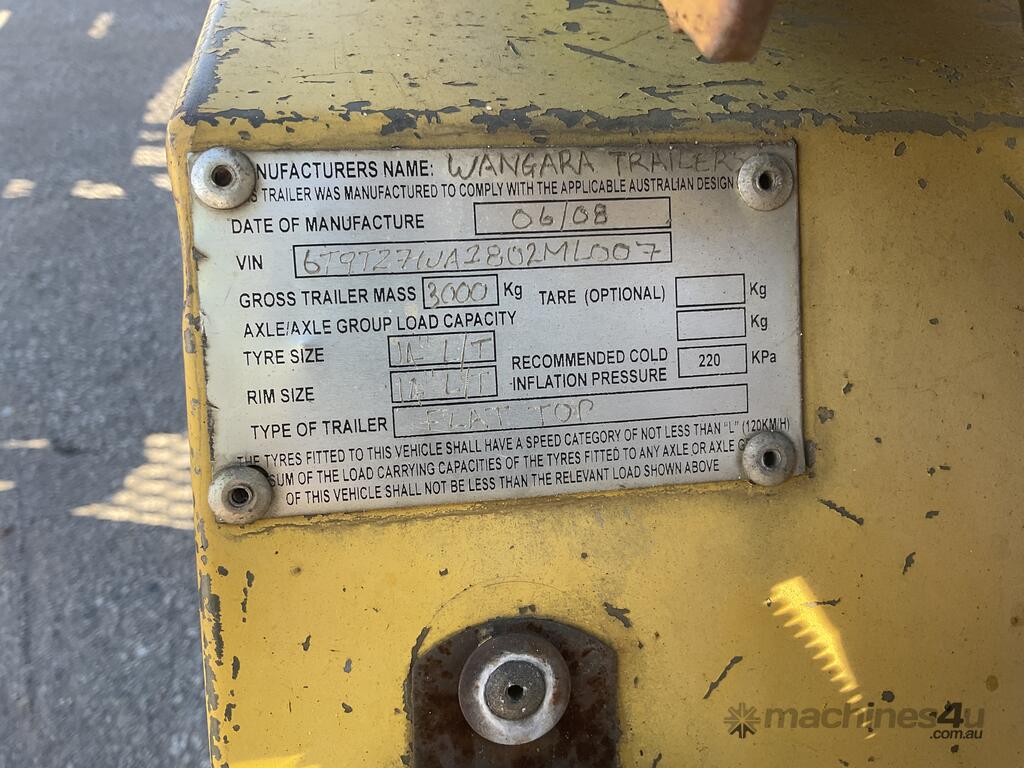 NUFACTURERS NAME: WANGARA TRAILERS
S TRAILER WAS MANUFACTURED TO COMPLY WITH THE APPLICABLE AUSTRALIAN DESIGN
DATE OF MANUFACTURE 06/08
VIN
GROSS TRAILER MASS 3000 Kg TARE (OPTIONAL) Kg
AXLE/AXLE GROUP LOAD CAPACITY Kg
TYRE SIZE 14" L/T RECOMMENDED COLD INFLATION PRESSURE 220 KPa
RIM SIZE 14" L/T
TYPE OF TRAILER FLAT TOP
THE TYRES FITTED TO THIS VEHICLE SHALL HAVE A SPEED CATEGORY OF NOT LESS THAN "L" (120KM/H)
SUM OF THE LOAD CARRYING CAPACITIES OF THE TYRES FITTED TO ANY AXLE OR AXLE G
OF THIS VEHICLE SHALL NOT BE LESS THAN THE RELEVANT LOAD SHOWN ABOVE
machines4u
.com.au